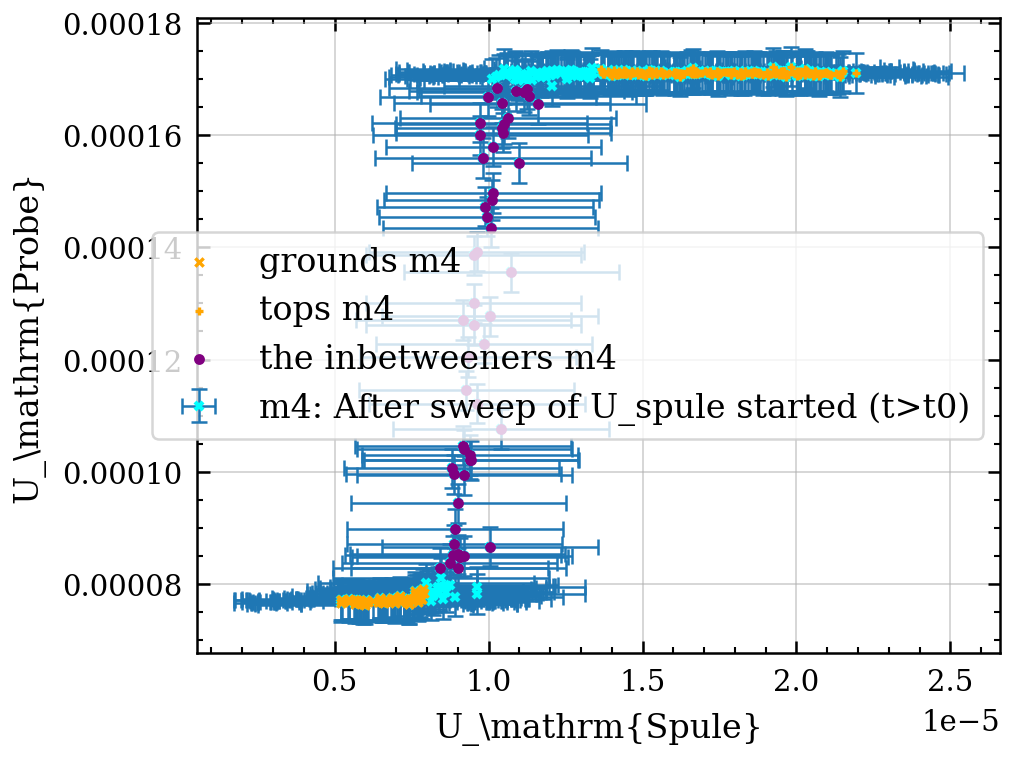 0.00018
0.00016
0.00014
0.00012
0.00010
0.00008
U_\mathrm{Probe}
grounds m4
tops m4
the inbetweeners m4
m4: After sweep of U_spule started (t>t0)
0.5 1.0 1.5 2.0 2.5
1e−5
U_\mathrm{Spule}